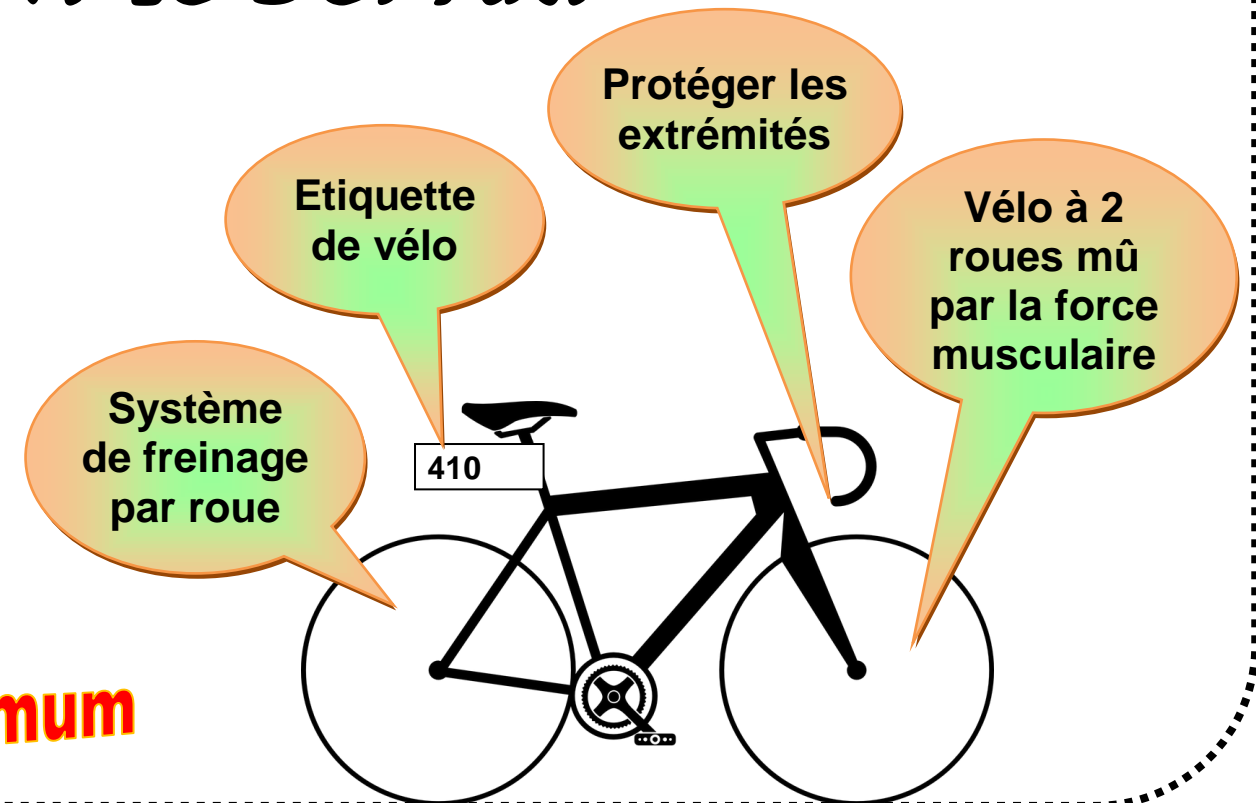 Protéger les
extrémités
Etiquette
de vélo
Vélo à 2
roues mû
par la force
musculaire
Système
de freinage
par roue
410